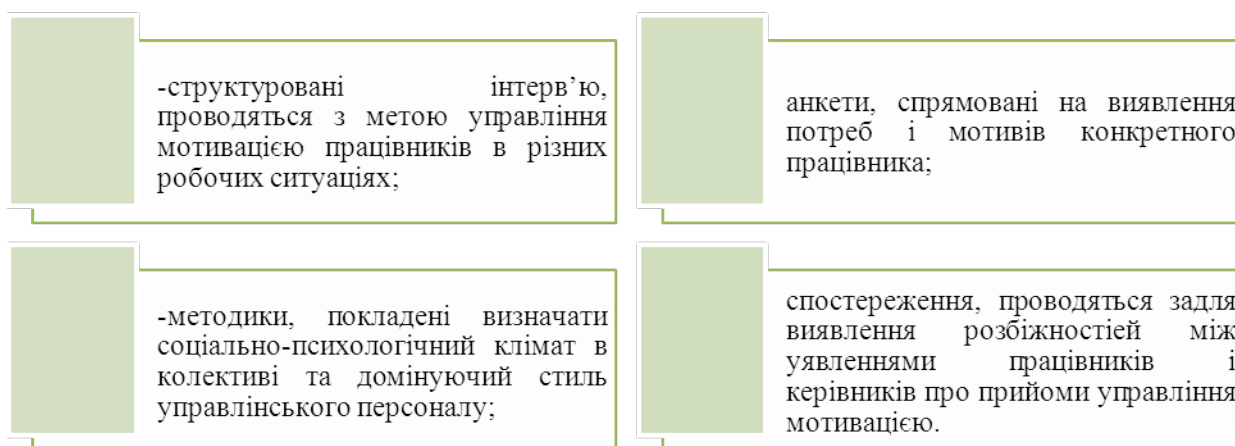 -структуровані інтерв’ю,
проводяться з метою управління
мотивацією працівників в різних
робочих ситуаціях;
анкети, спрямовані на виявлення
потреб і мотивів конкретного
працівника;
-методики, покладені визначати
соціально-психологічний клімат в
колективі та домінуючий стиль
управлінського персоналу;
спостереження, проводяться задля
виявлення розбіжностіей між
уявленнями працівників і
керівників про прийоми управління
мотивацією.